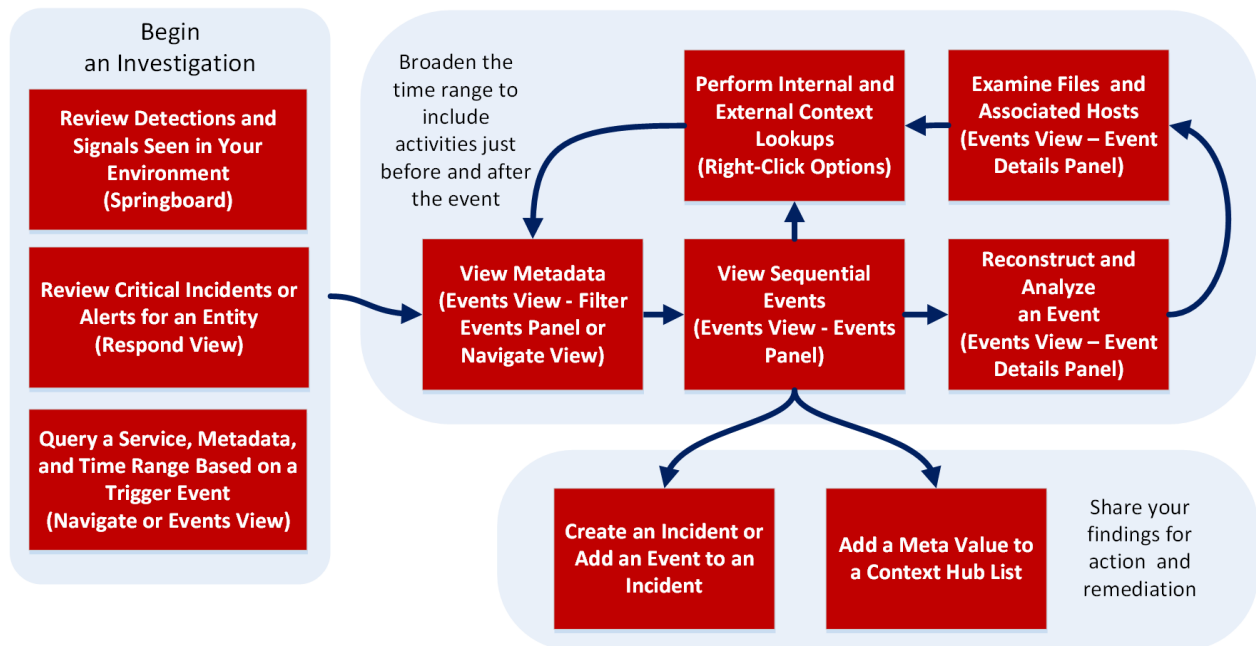 Begin
an Investigation
Review Detections and
Signals Seen in Your
Environment
(Springboard)
Review Critical Incidents or
Alerts for an Entity
(Respond View)
Query a Service, Metadata,
and Time Range Based on a
Trigger Event
(Navigate or Events View)
Broaden the
time range to
include
activities just
before and after
the event
Perform Internal and
External Context
Lookups
(Right-Click Options)
Examine Files and
Associated Hosts
(Events View – Event
Details Panel)
View Metadata
(Events View - Filter
Events Panel or
Navigate View)
View Sequential
Events
(Events View - Events
Panel)
Reconstruct and
Analyze
an Event
(Events View – Event
Details Panel)
Create an Incident or
Add an Event to an
Incident
Add a Meta Value to
a Context Hub List
Share your
findings for
action and
remediation